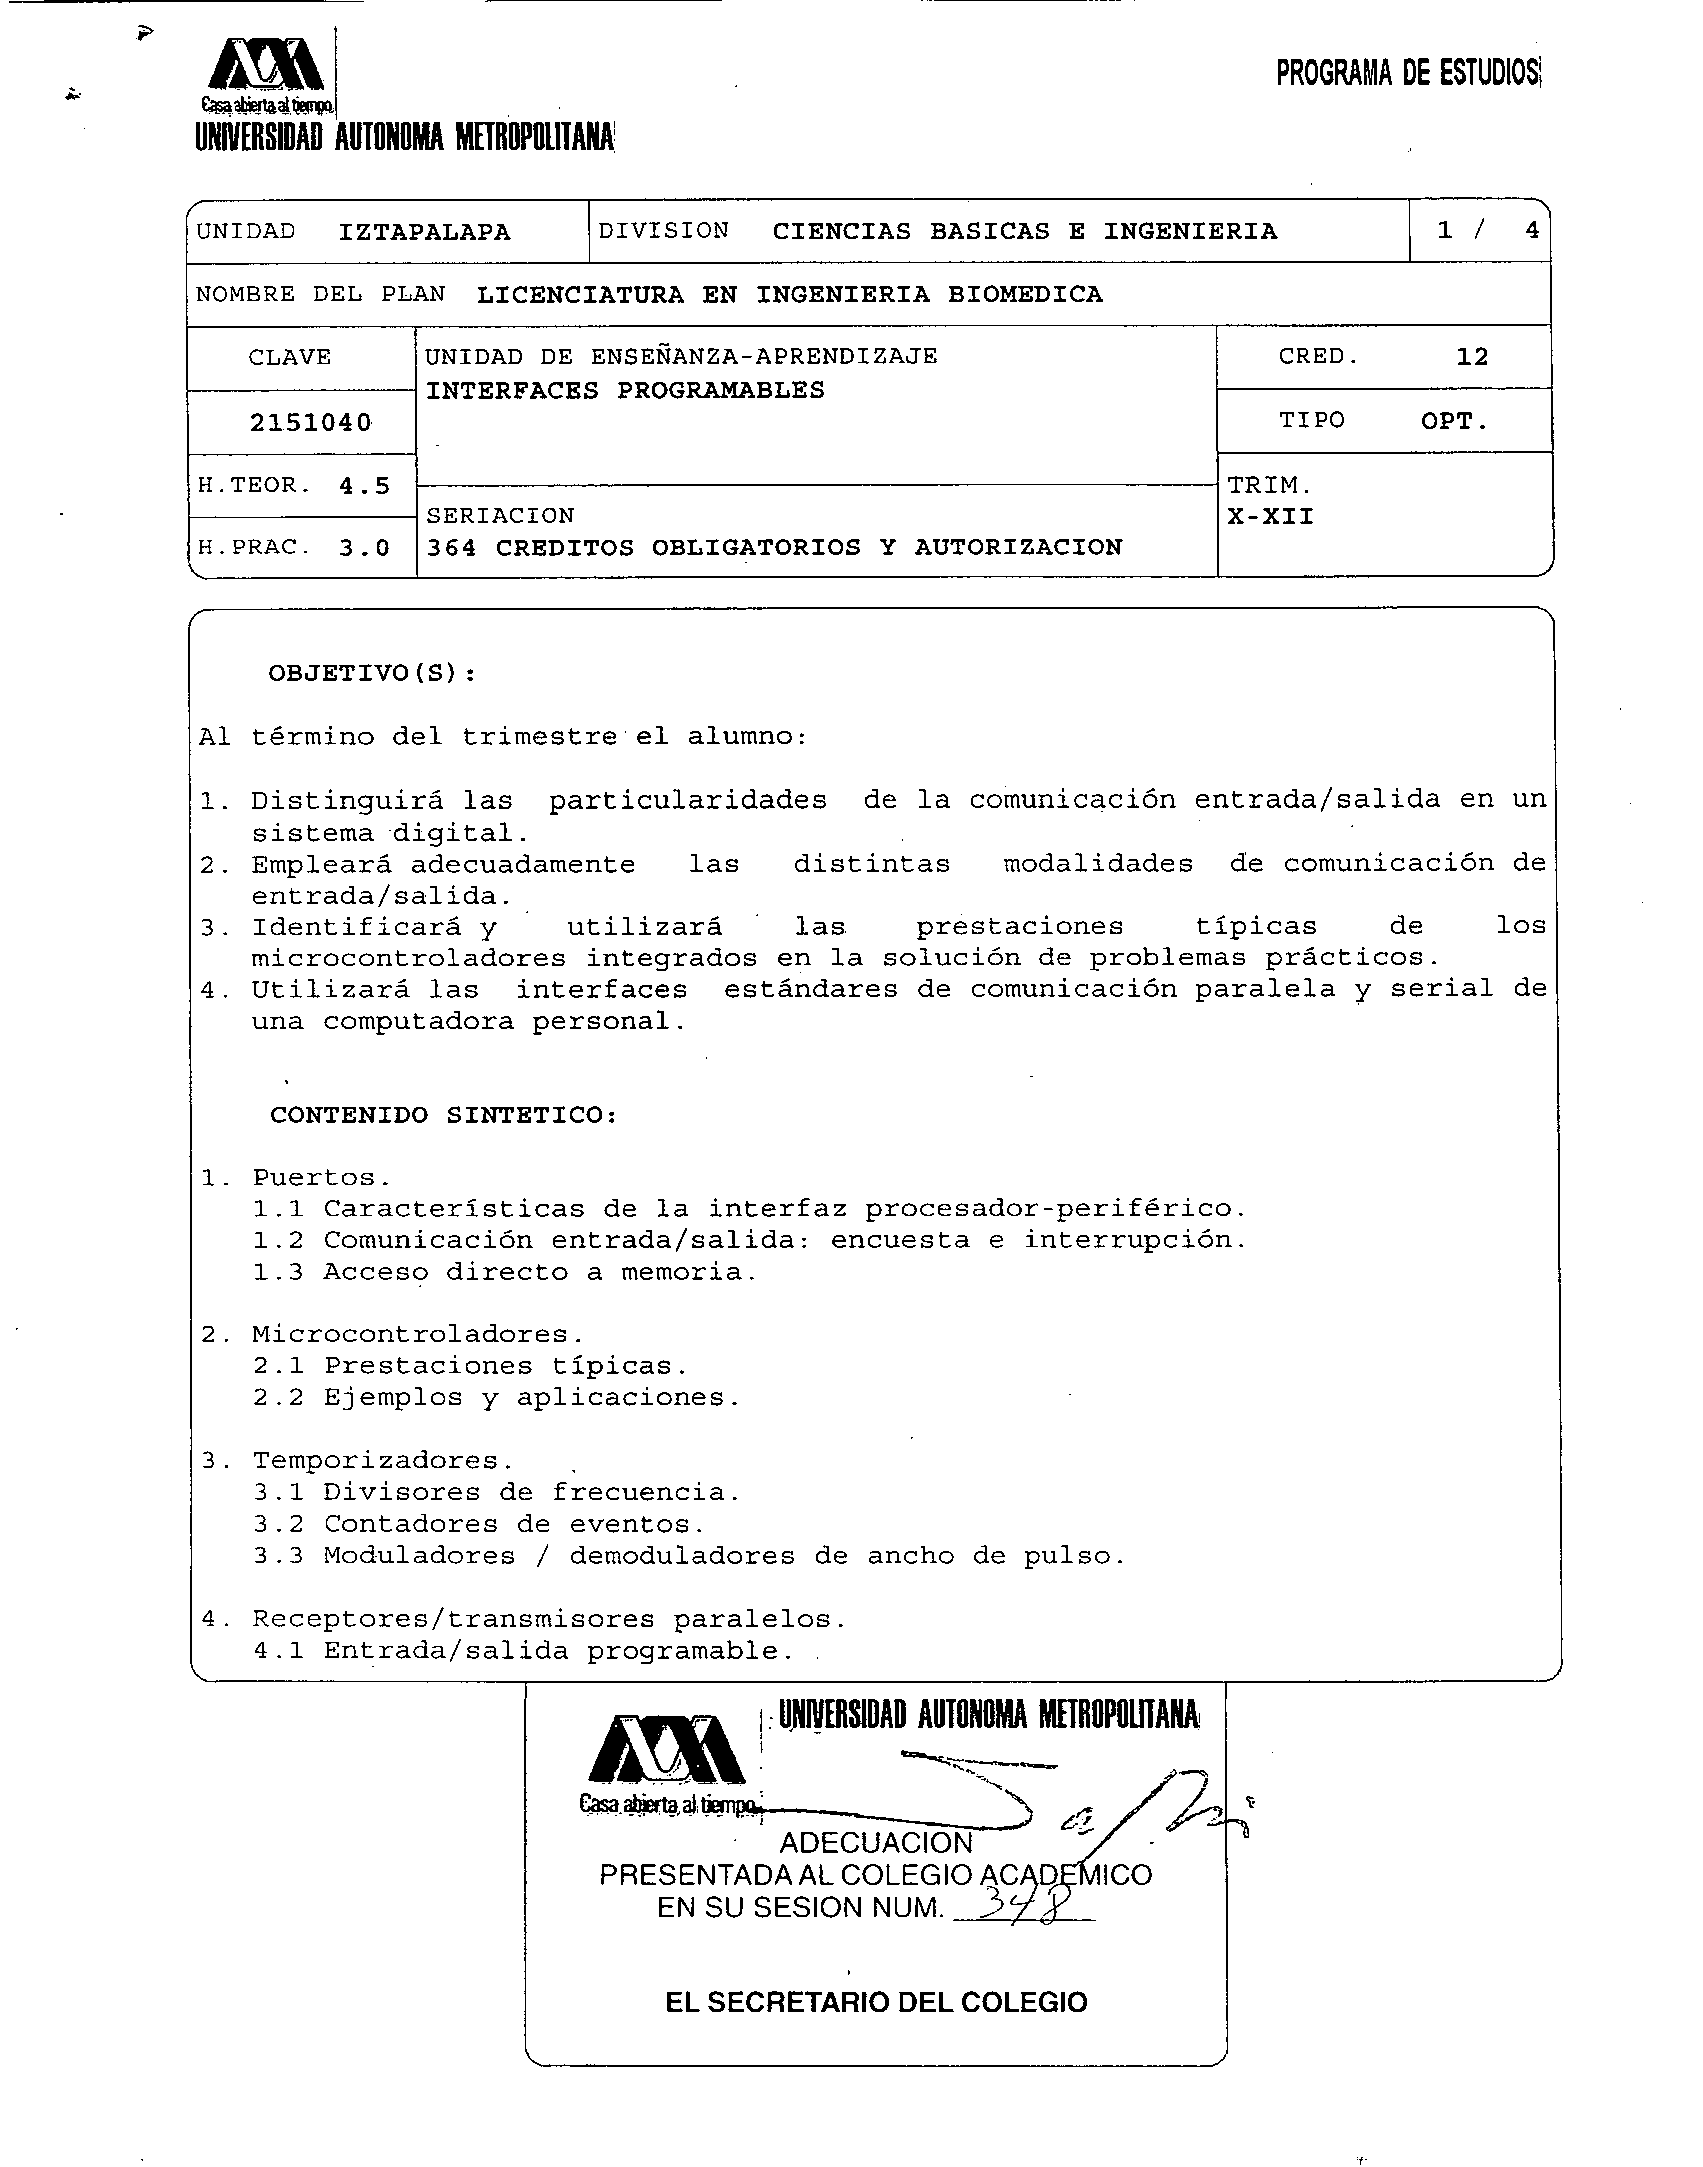 PROGRAMA DE ESTUDIOS
Casa abierta al tiempo
UNIVERSIDAD AUTONOMA METROPOLITANA
UNIDAD IZTAPALAPA DIVISION CIENCIAS BASICAS E INGENIERIA 1 / 4
NOMBRE DEL PLAN LICENCIATURA EN INGENIERIA BIOMEDICA
CLAVE UNIDAD DE ENSEÑANZA-APRENDIZAJE CRED. 12
INTERFACES PROGRAMABLES
2151040 TIPO OPT.
H.TEOR. 4.5 TRIM.
SERIACION X-XII
H.PRAC. 3.0 364 CREDITOS OBLIGATORIOS Y AUTORIZACION
OBJETIVO(S):
Al término del trimestre el alumno:
1. Distinguirá las particularidades de la comunicación entrada/salida en un
sistema digital.
2. Empleará adecuadamente las distintas modalidades de comunicación de
entrada/salida.
3. Identificará y utilizará las prestaciones típicas de los
microcontroladores integrados en la solución de problemas prácticos.
4. Utilizará las interfaces estándares de comunicación paralela y serial de
una computadora personal.
CONTENIDO SINTETICO:
1. Puertos.
1.1 Características de la interfaz procesador-periférico.
1.2 Comunicación entrada/salida: encuesta e interrupción.
1.3 Acceso directo a memoria.
2. Microcontroladores.
2.1 Prestaciones típicas.
2.2 Ejemplos y aplicaciones.
3. Temporizadores.
3.1 Divisores de frecuencia.
3.2 Contadores de eventos.
3.3 Moduladores / demoduladores de ancho de pulso.
4. Receptores/transmisores paralelos.
4.1 Entrada/salida programable.
UNIVERSIDAD AUTONOMA METROPOLITANA
Casa abierta al tiempo
ADECUACION
PRESENTADA AL COLEGIO ACADEMICO
EN SU SESION NUM. 348
EL SECRETARIO DEL COLEGIO